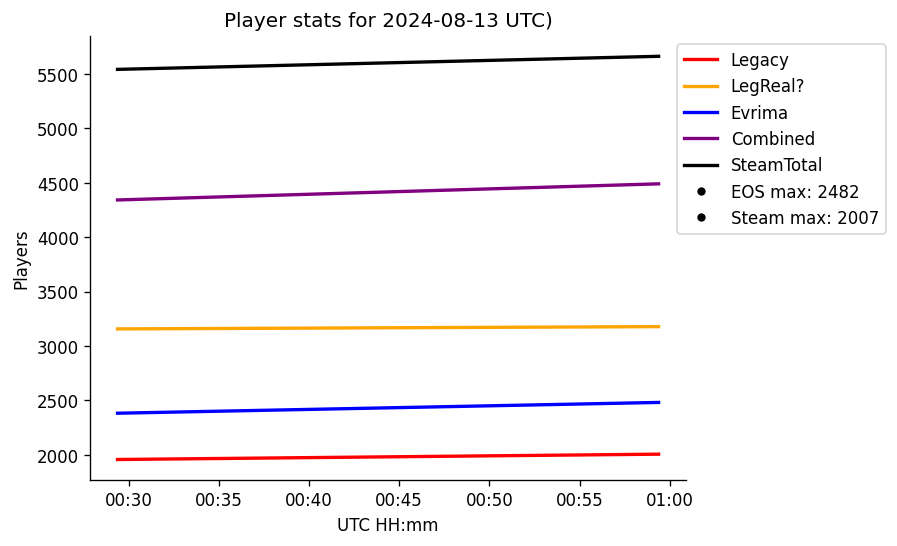 Player stats for 2024-08-13 UTC)
Legacy
LegReal?
Evrima
Combined
SteamTotal
EOS max: 2482
Steam max: 2007
Players
5500
5000
4500
4000
3500
3000
2500
2000
00:30 00:35 00:40 00:45 00:50 00:55 01:00
UTC HH:mm